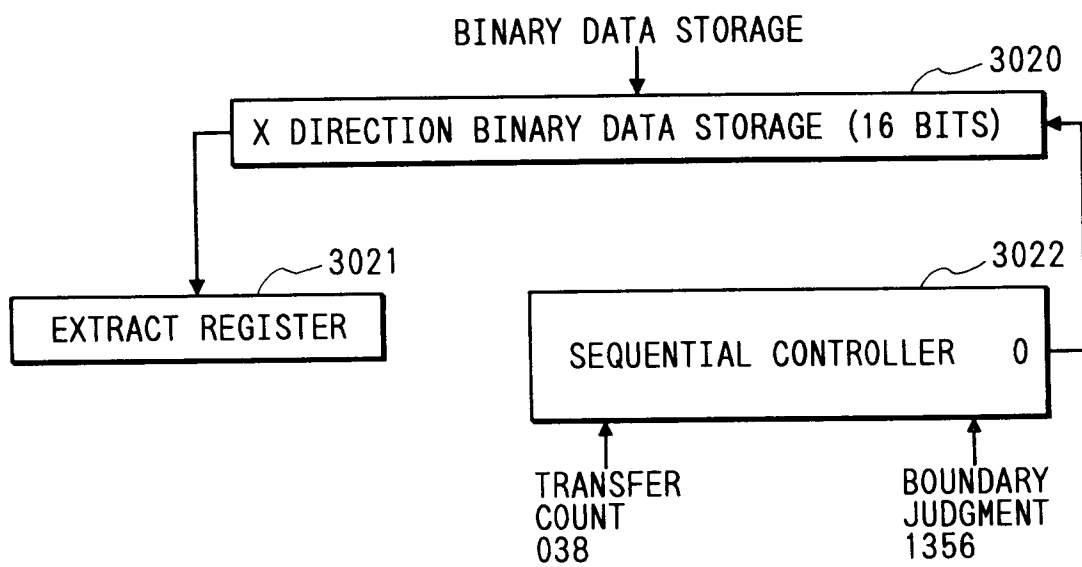 BINARY DATA STORAGE
3020
X DIRECTION BINARY DATA STORAGE (16 BITS)
3021
EXTRACT REGISTER
3022
SEQUENTIAL CONTROLLER 0
TRANSFER
COUNT
038
BOUNDARY
JUDGMENT
1356